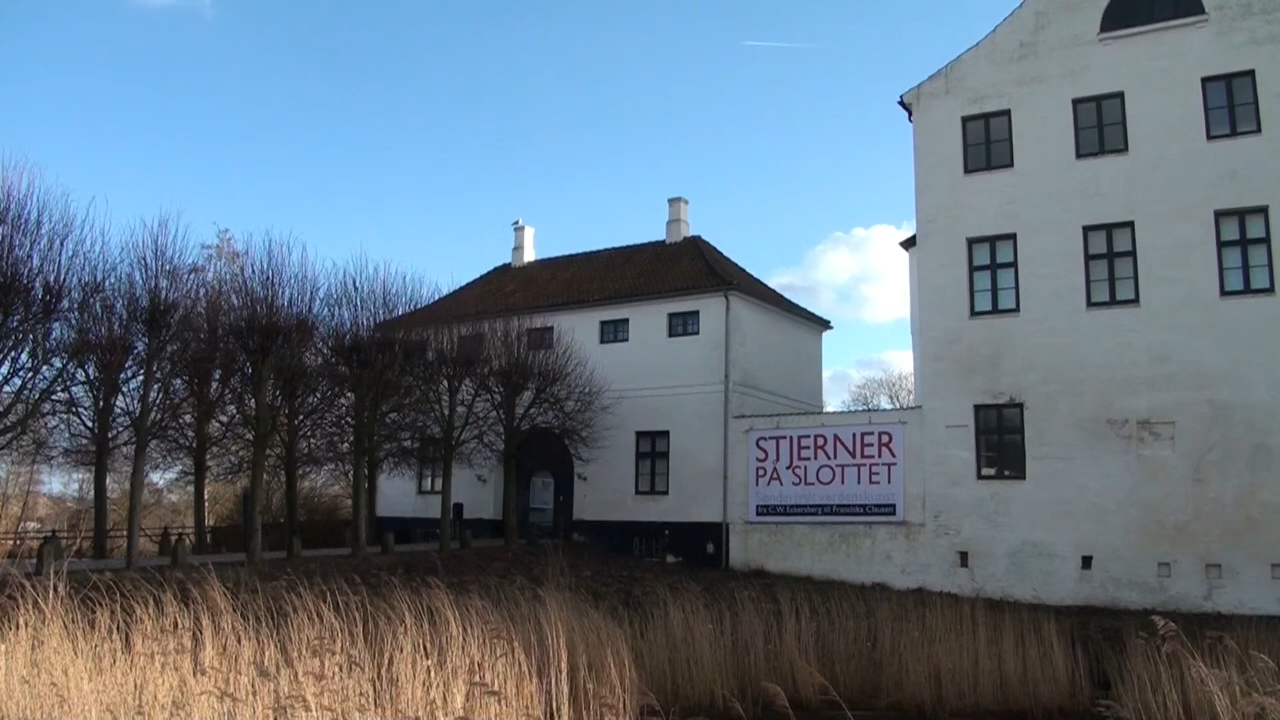 STJERNER
PÅ SLOTTET
Sønderjysk verdenskunst
fra C.W. Eckersberg til Franciska Clausen